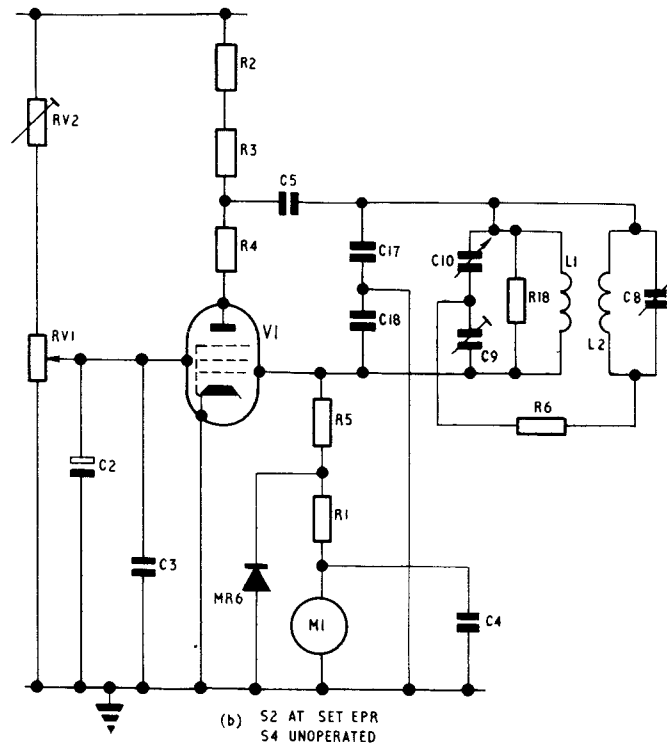 R2
RV2
R3
C5
R4
C17
C10
L1
R18
C8
V1
C18
RV1
C9
L2
R6
R5
C2
R1
C3
MR6
M1
C4
(b) S2 AT SET EPR
S4 UNOPERATED